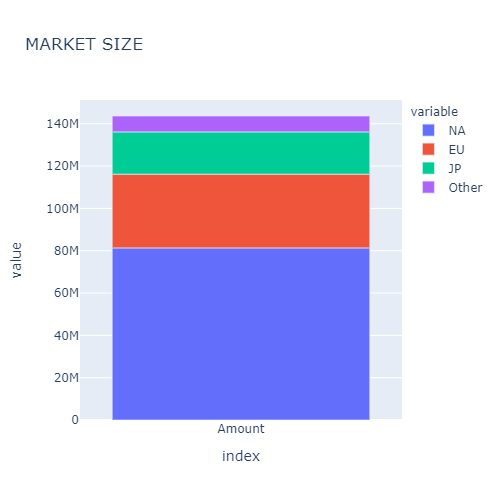 MARKET SIZE
variable
NA
EU
JP
Other
140M
120M
100M
80M
60M
40M
20M
0
value
Amount
index